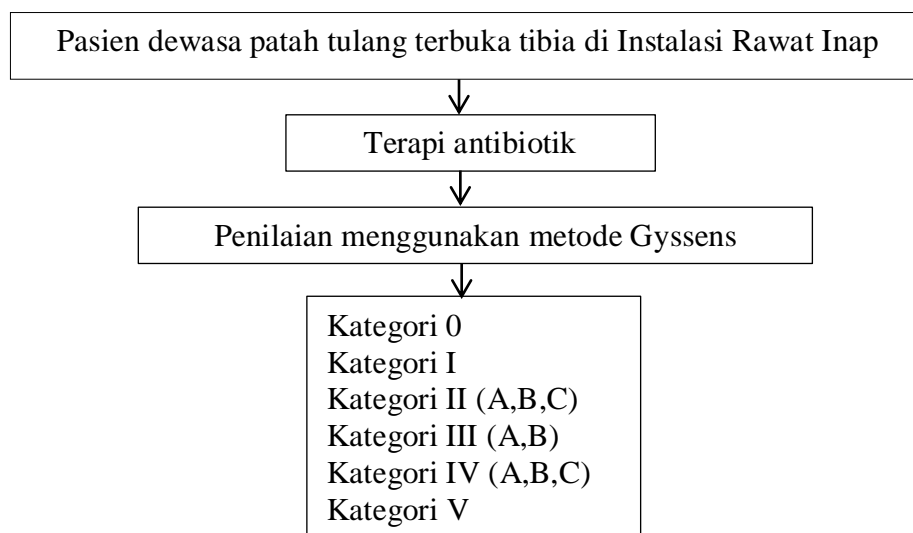 Pasien dewasa patah tulang terbuka tibia di Instalasi Rawat Inap
Terapi antibiotik
Penilaian menggunakan metode Gyssens
Kategori 0
Kategori I
Kategori II (A,B,C)
Kategori III (A,B)
Kategori IV (A,B,C)
Kategori V